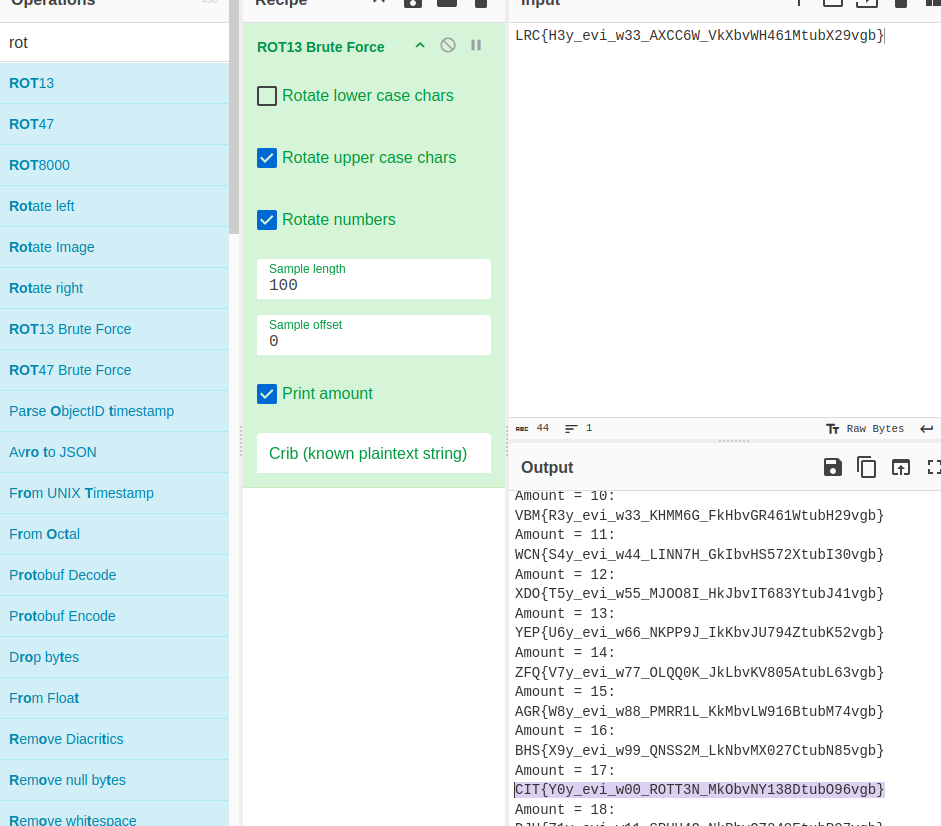 Operations
Recipe
Input
rot
ROT13
ROT47
ROT8000
Rotate left
Rotate Image
Rotate right
ROT13 Brute Force
ROT47 Brute Force
Parse ObjectID timestamp
Avro to JSON
From UNIX Timestamp
From Octal
Protobuf Decode
Protobuf Encode
Drop bytes
From Float
Remove Diacritics
Remove null bytes
Remove whitespace
ROT13 Brute Force
Rotate lower case chars
Rotate upper case chars
Rotate numbers
Sample length
100
Sample offset
0
Print amount
Crib (known plaintext string)
LRC{H3y_evi_w33_AXCC6W_VkXbvWH461MtubX29vgb}
ABC 44 1
Tт Raw Bytes
Output
Amount = 10:
VBM{R3y_evi_w33_KHMM6G_FkHbvGR461WtubH29vgb}
Amount = 11:
WCN{S4y_evi_w44_LINN7H_GkIbvHS572XtubI30vgb}
Amount = 12:
XDO{T5y_evi_w55_MJOO8I_HkJbvIT683YtubJ41vgb}
Amount = 13:
YEP{U6y_evi_w66_NKPP9J_IkKbvJU794ZtubK52vgb}
Amount = 14:
ZFQ{V7y_evi_w77_OLQQ0K_JkLbvKV805AtubL63vgb}
Amount = 15:
AGR{W8y_evi_w88_PMRR1L_KkMbvLW916BtubM74vgb}
Amount = 16:
BHS{X9y_evi_w99_QNSS2M_LkNbvMX027CtubN85vgb}
Amount = 17:
CIT{Y0y_evi_w00_ROTT3N_MkObvNY138DtubO96vgb}
Amount = 18: